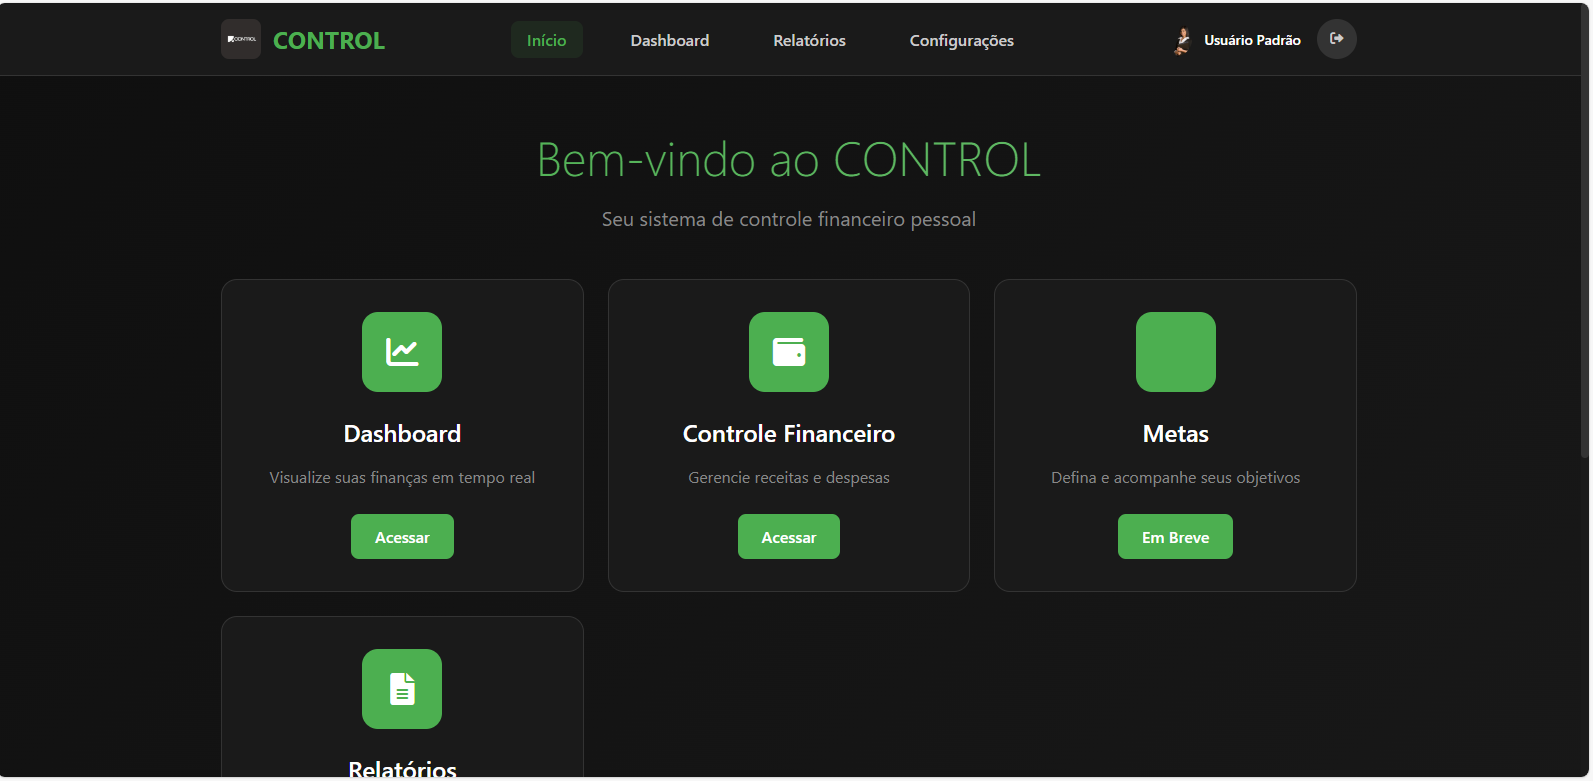 CONTROL
CONTROL
Início
Dashboard
Relatórios
Configurações
Usuário Padrão
Bem-vindo ao CONTROL
Seu sistema de controle financeiro pessoal
Dashboard
Visualize suas finanças em tempo real
Acessar
Controle Financeiro
Gerencie receitas e despesas
Acessar
Metas
Defina e acompanhe seus objetivos
Em Breve
Relatórios